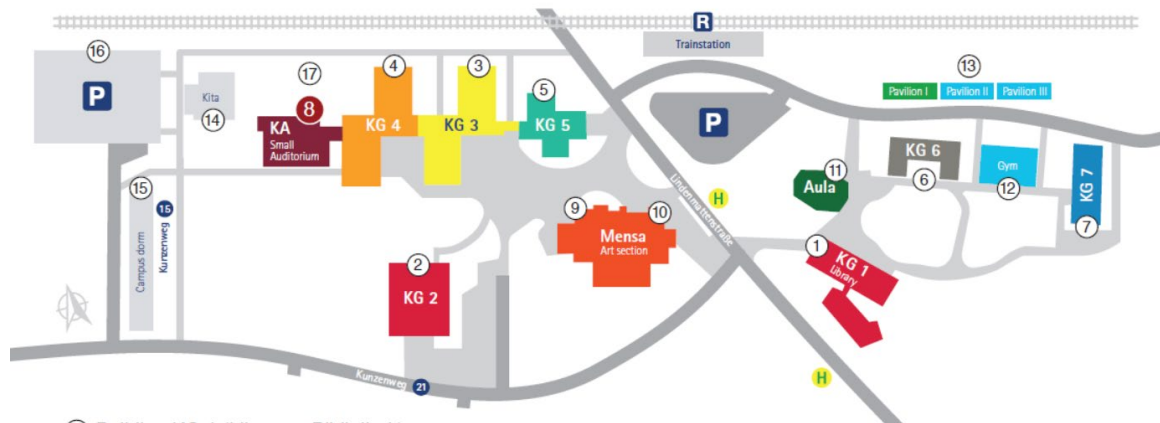 R
Trainstation
16
P
17
4
3
5
13
Pavilion I
Pavilion II
Pavilion III
Kita
14
8
KA
Small
Auditorium
KG 4
KG 3
KG 5
P
KG 6
6
Gym
12
KG 7
7
11
Aula
15
Campus dorm
Kunzenweg
15
H
Lindenmattenstraße
9
10
Mensa
Art section
1
KG 1
Library
2
KG 2
H
Kunzenweg
21